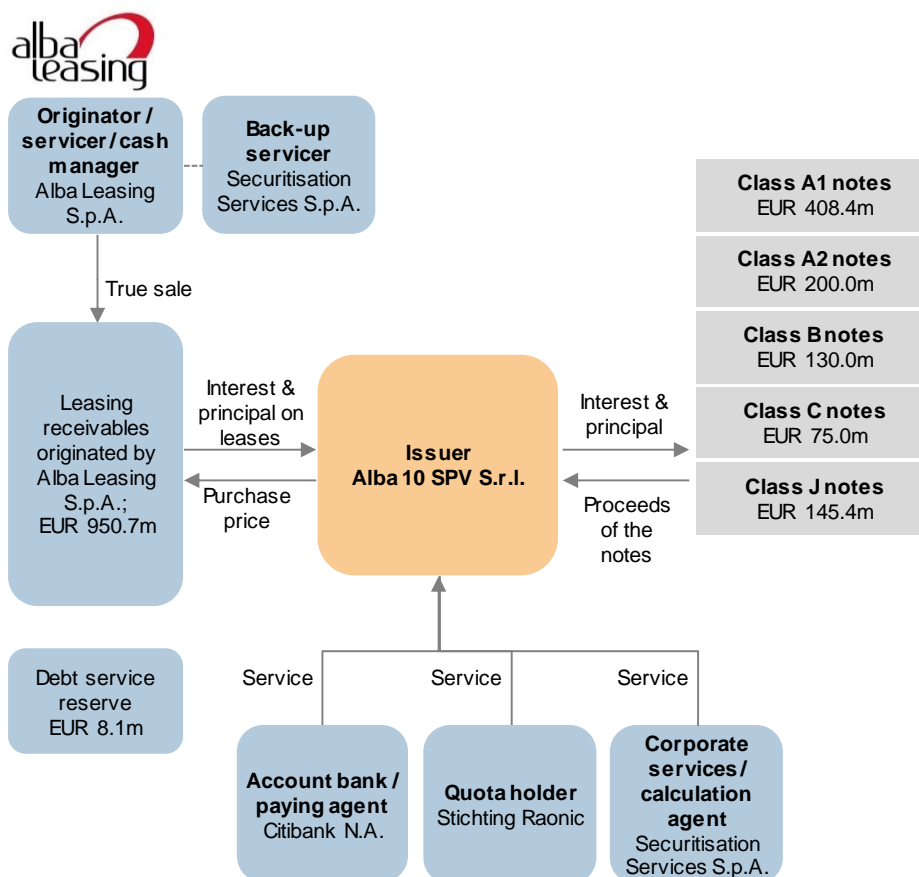 alba
leasing
Originator /
servicer / cash
manager
Alba Leasing
S.p.A.
Back-up
servicer
Securitisation
Services S.p.A.
Class A1 notes
EUR 408.4m
Class A2 notes
EUR 200.0m
Class B notes
EUR 130.0m
Class C notes
EUR 75.0m
Class J notes
EUR 145.4m
True sale
Leasing
receivables
originated by
Alba Leasing
S.p.A.;
EUR 950.7m
Interest &
principal on
leases
Purchase
price
Issuer
Alba 10 SPV S.r.l.
Interest &
principal
Proceeds
of the
notes
Debt service
reserve
EUR 8.1m
Service
Service
Service
Account bank /
paying agent
Citibank N.A.
Quota holder
Stichting Raonic
Corporate
services /
calculation
agent
Securitisation
Services S.p.A.